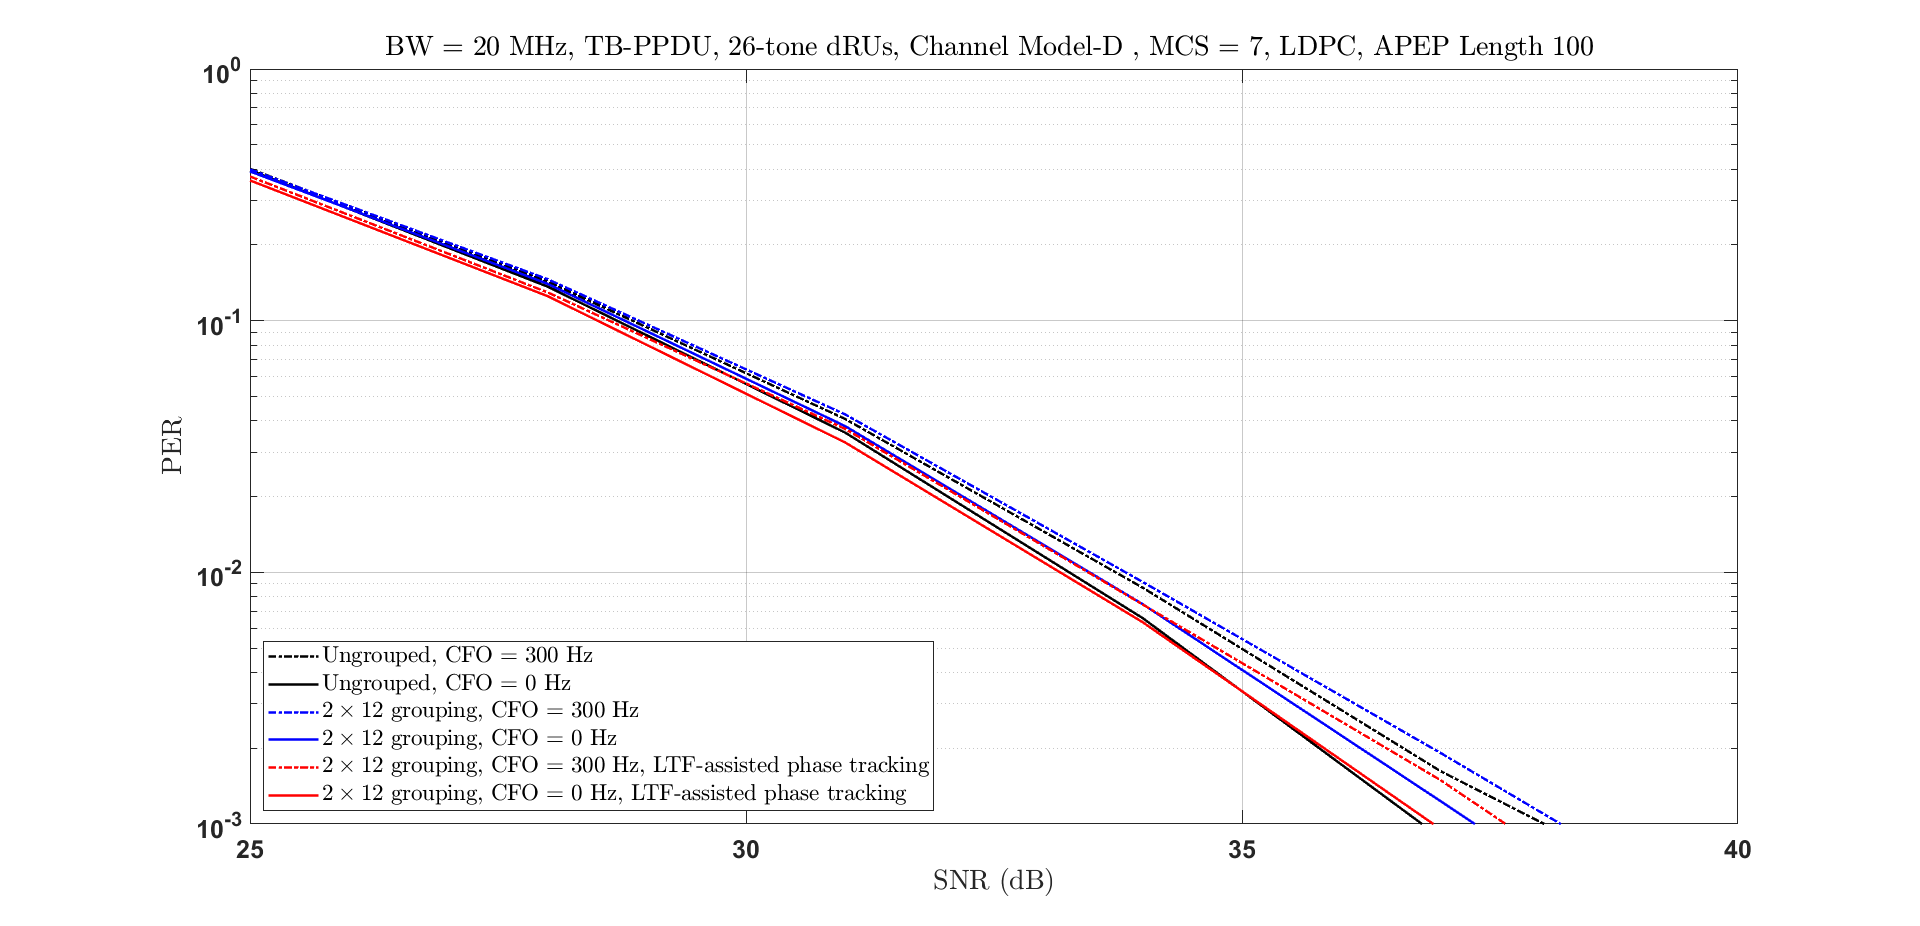 BW = 20 MHz, TB-PPDU, 26-tone dRUs, Channel Model-D , MCS = 7, LDPC, APEP Length 100
10^0
10^-1
10^-2
10^-3
PER
Ungrouped, CFO = 300 Hz
Ungrouped, CFO = 0 Hz
2 × 12 grouping, CFO = 300 Hz
2 × 12 grouping, CFO = 0 Hz
2 × 12 grouping, CFO = 300 Hz, LTF-assisted phase tracking
2 × 12 grouping, CFO = 0 Hz, LTF-assisted phase tracking
25 30 35 40
SNR (dB)